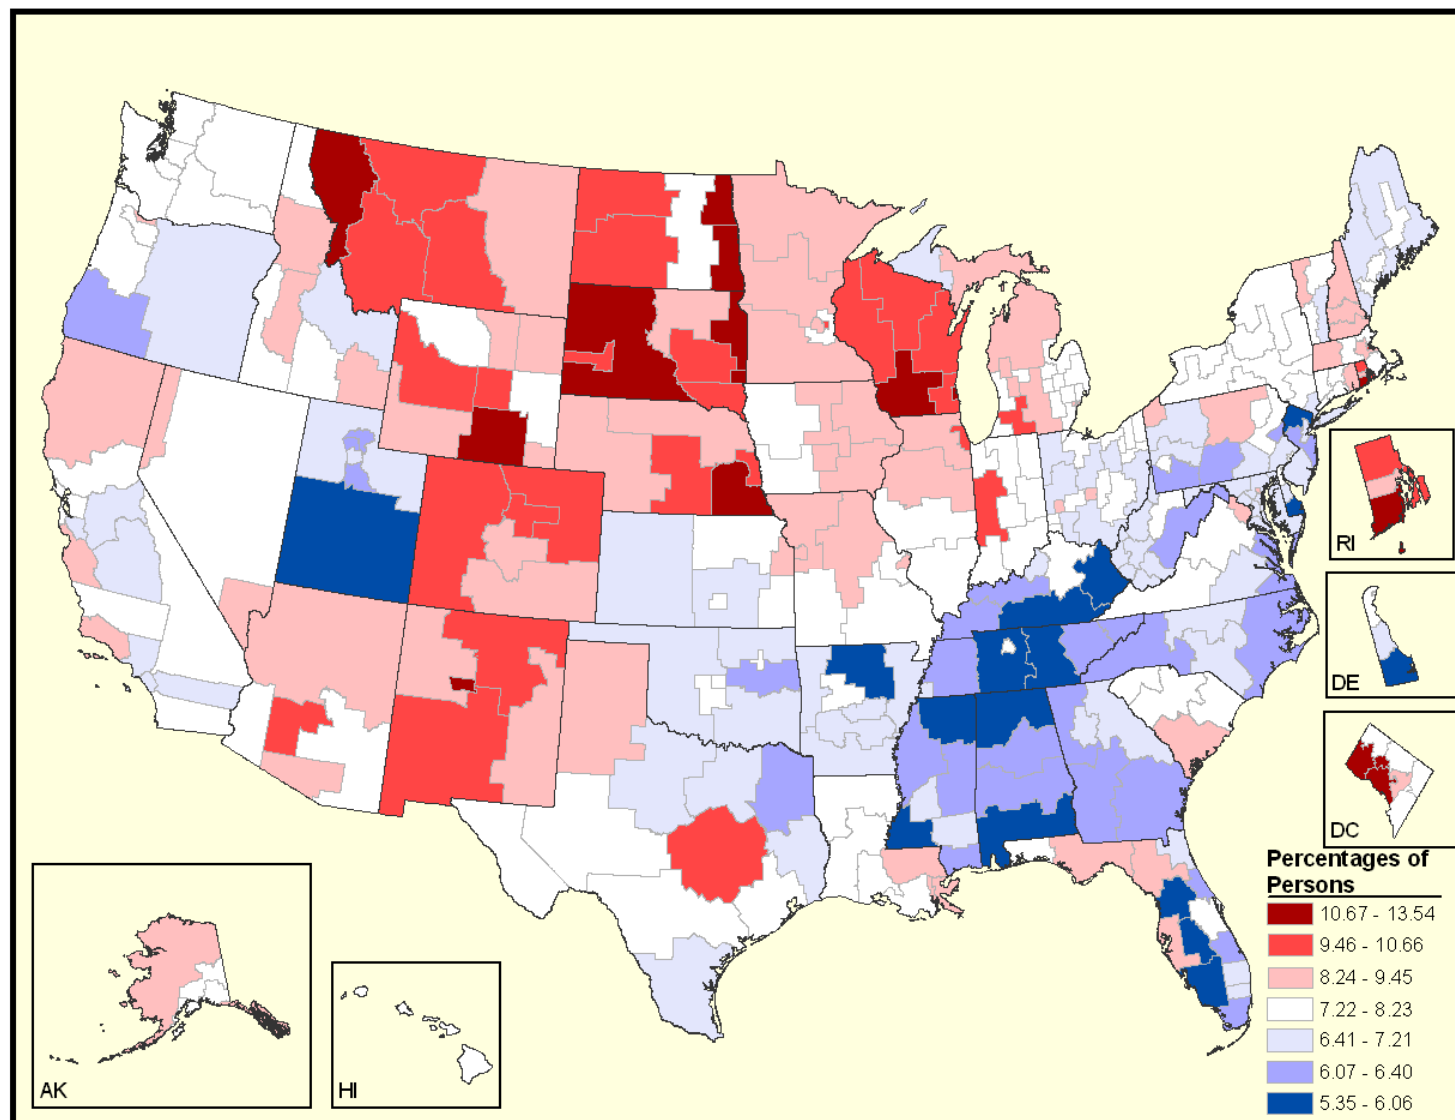 RI
DE
DC
AK
HI
Percentages of
Persons
10.67 - 13.54
9.46 - 10.66
8.24 - 9.45
7.22 - 8.23
6.41 - 7.21
6.07 - 6.40
5.35 - 6.06